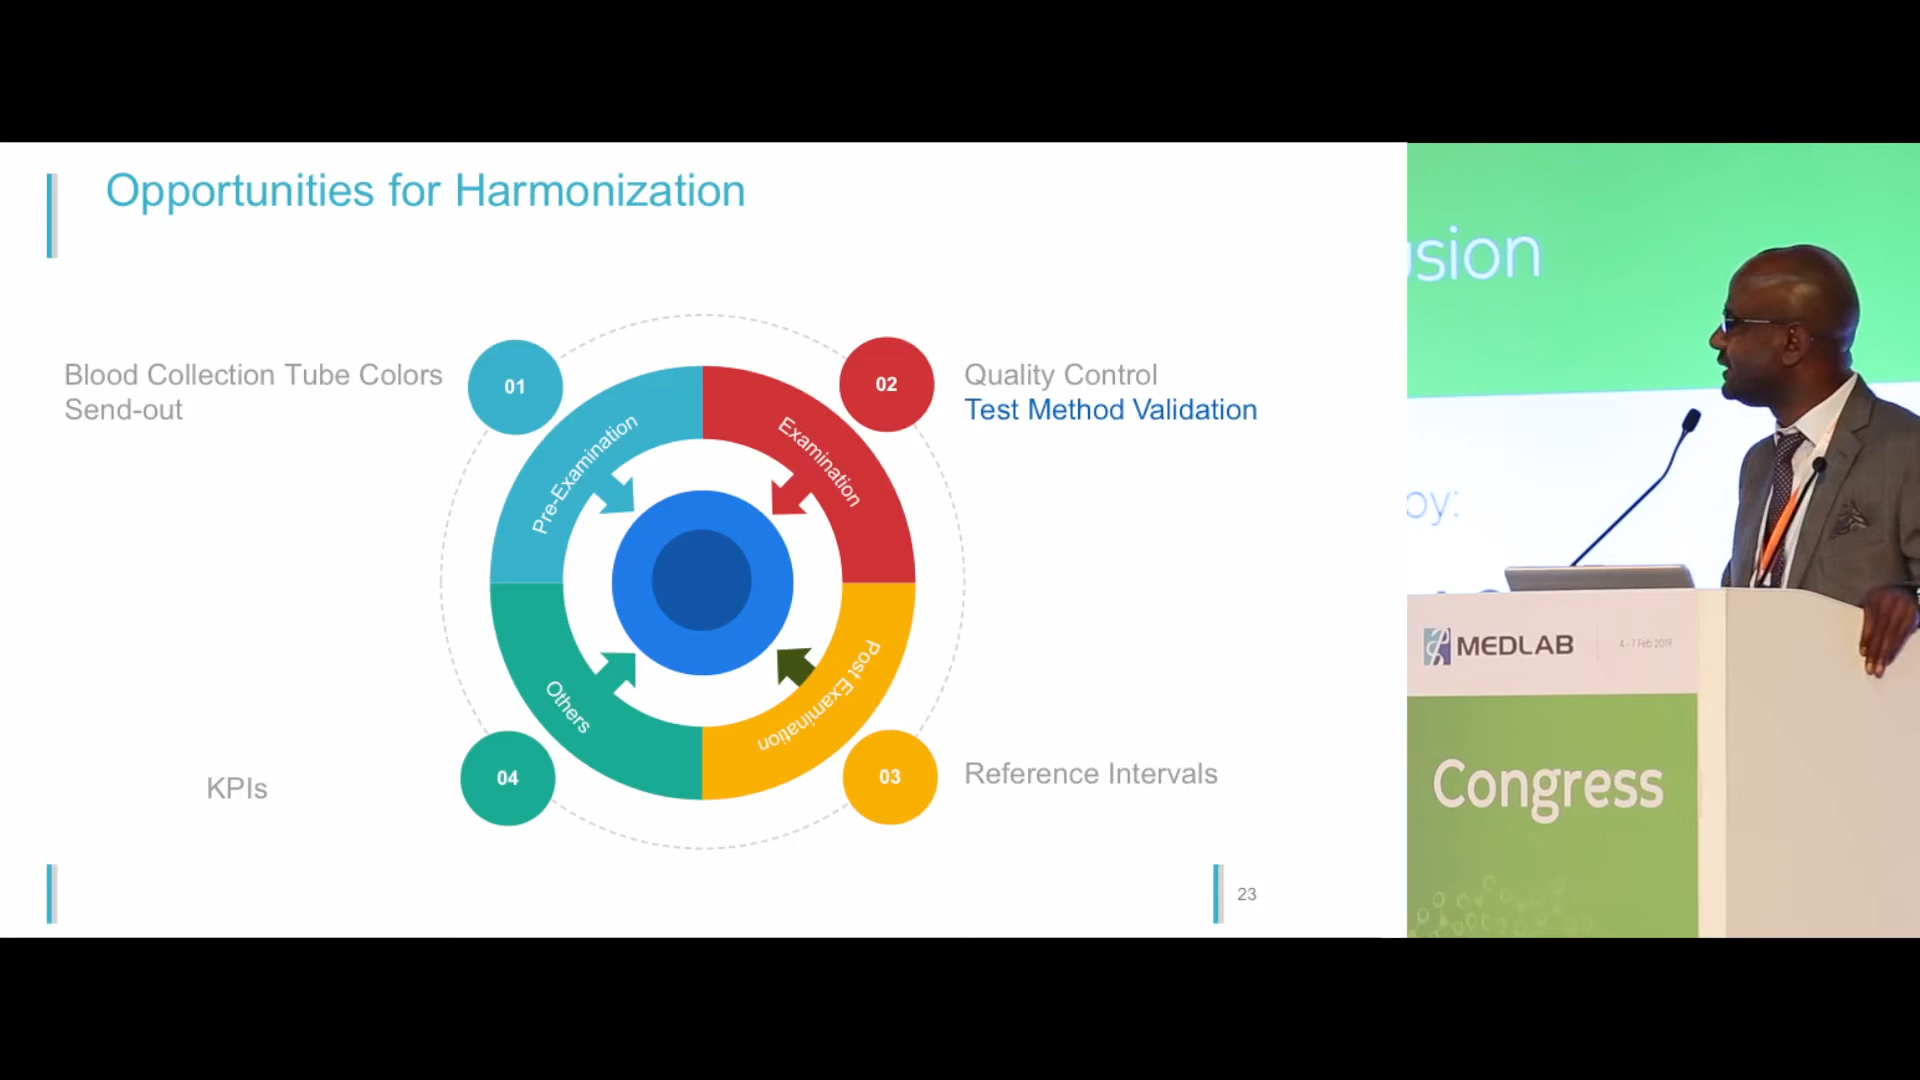 Opportunities for Harmonization
Blood Collection Tube Colors
Send-out
01
02
Quality Control
Test Method Validation
Pre-Examination
Examination
Others
Post Examination
KPIs
04
03
Reference Intervals
23
sion
by:
MEDLAB
4 - 7 Feb 2019
Congress